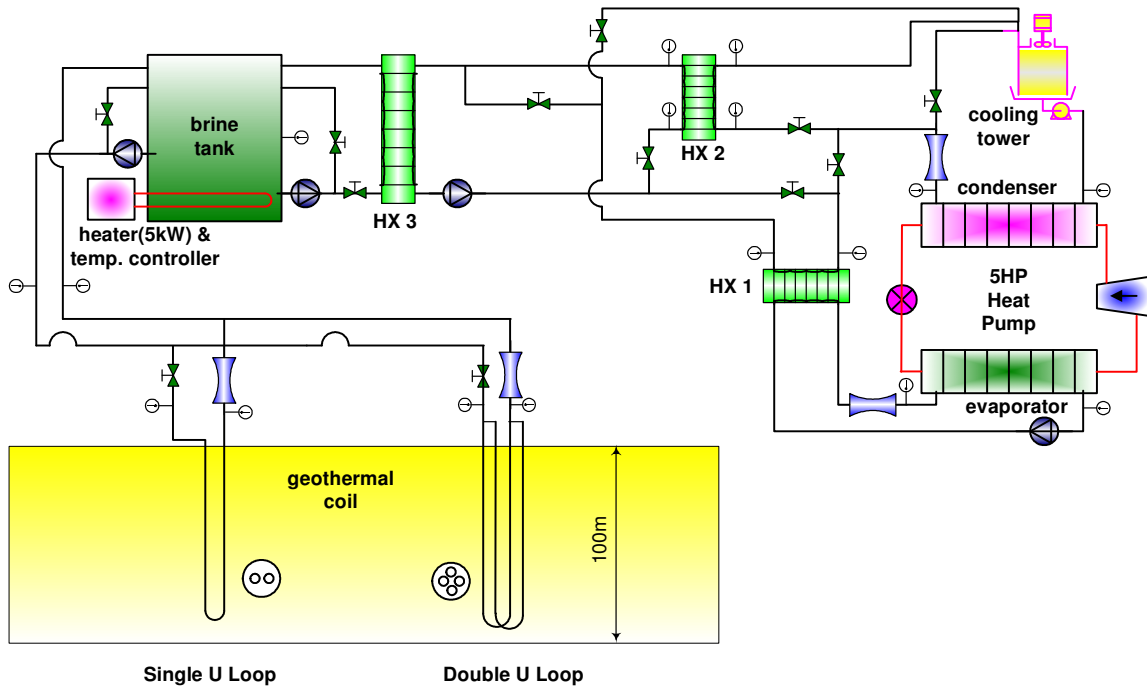 brine
tank
HX 3
HX 2
cooling
tower
condenser
heater(5kW) &
temp. controller
HX 1
5HP
Heat
Pump
evaporator
geothermal
coil
100m
Single U Loop
Double U Loop